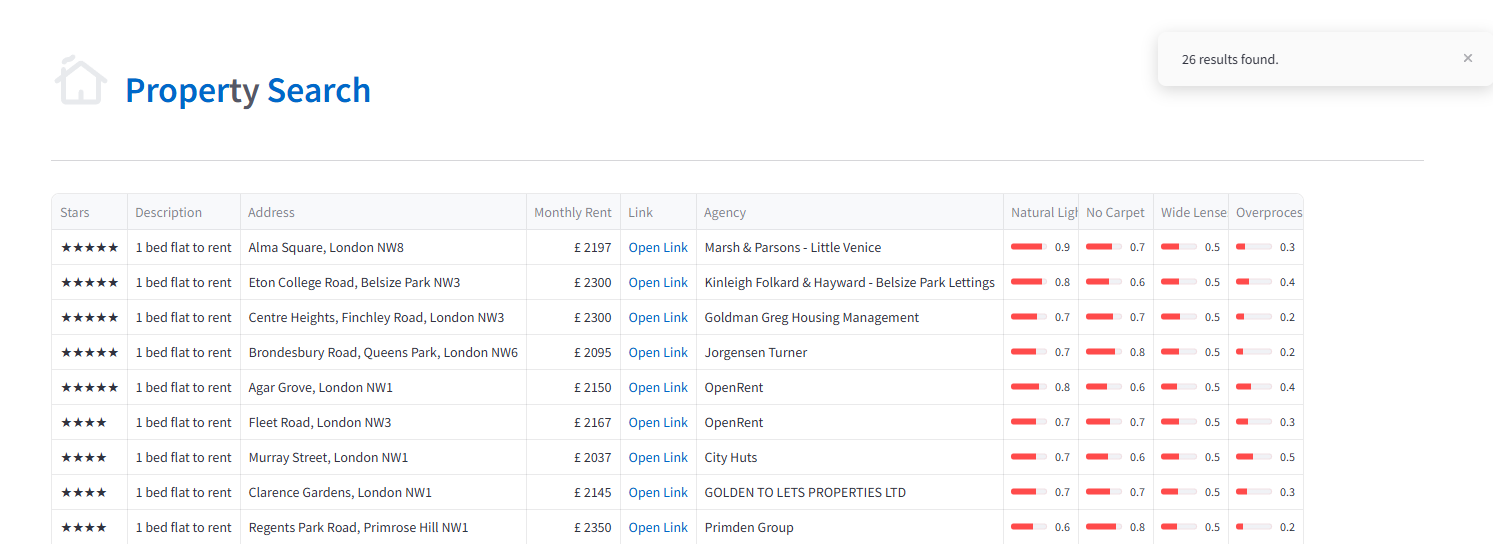 26 results found. ×
Property Search
Stars Description Address Monthly Rent Link Agency Natural Ligh No Carpet Wide Lense Overproces
★★★★★ 1 bed flat to rent Alma Square, London NW8 £ 2197 Open Link Marsh & Parsons - Little Venice 0.9 0.7 0.5 0.3
★★★★★ 1 bed flat to rent Eton College Road, Belsize Park NW3 £ 2300 Open Link Kinleigh Folkard & Hayward - Belsize Park Lettings 0.8 0.6 0.5 0.4
★★★★★ 1 bed flat to rent Centre Heights, Finchley Road, London NW3 £ 2300 Open Link Goldman Greg Housing Management 0.7 0.7 0.5 0.2
★★★★★ 1 bed flat to rent Brondesbury Road, Queens Park, London NW6 £ 2095 Open Link Jorgensen Turner 0.7 0.8 0.5 0.2
★★★★★ 1 bed flat to rent Agar Grove, London NW1 £ 2150 Open Link OpenRent 0.8 0.6 0.5 0.4
★★★★ 1 bed flat to rent Fleet Road, London NW3 £ 2167 Open Link OpenRent 0.7 0.7 0.5 0.3
★★★★ 1 bed flat to rent Murray Street, London NW1 £ 2037 Open Link City Huts 0.7 0.6 0.5 0.5
★★★★ 1 bed flat to rent Clarence Gardens, London NW1 £ 2145 Open Link GOLDEN TO LETS PROPERTIES LTD 0.7 0.7 0.5 0.3
★★★★ 1 bed flat to rent Regents Park Road, Primrose Hill NW1 £ 2350 Open Link Primden Group 0.6 0.8 0.5 0.2